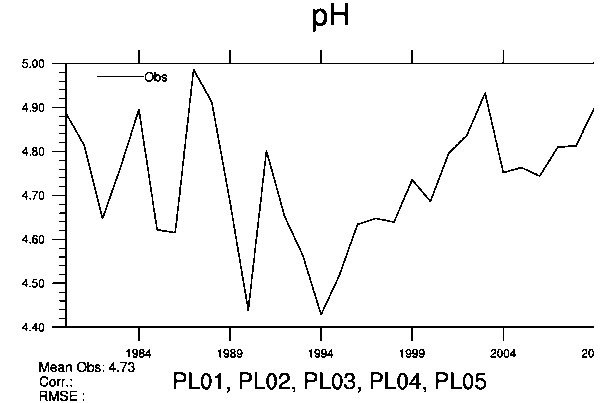 pH
5.00
Obs
4.90
4.80
4.70
4.60
4.50
4.40
1984 1989 1994 1999 2004 20
Mean Obs: 4.73
Corr.:
RMSE :
PL01, PL02, PL03, PL04, PL05